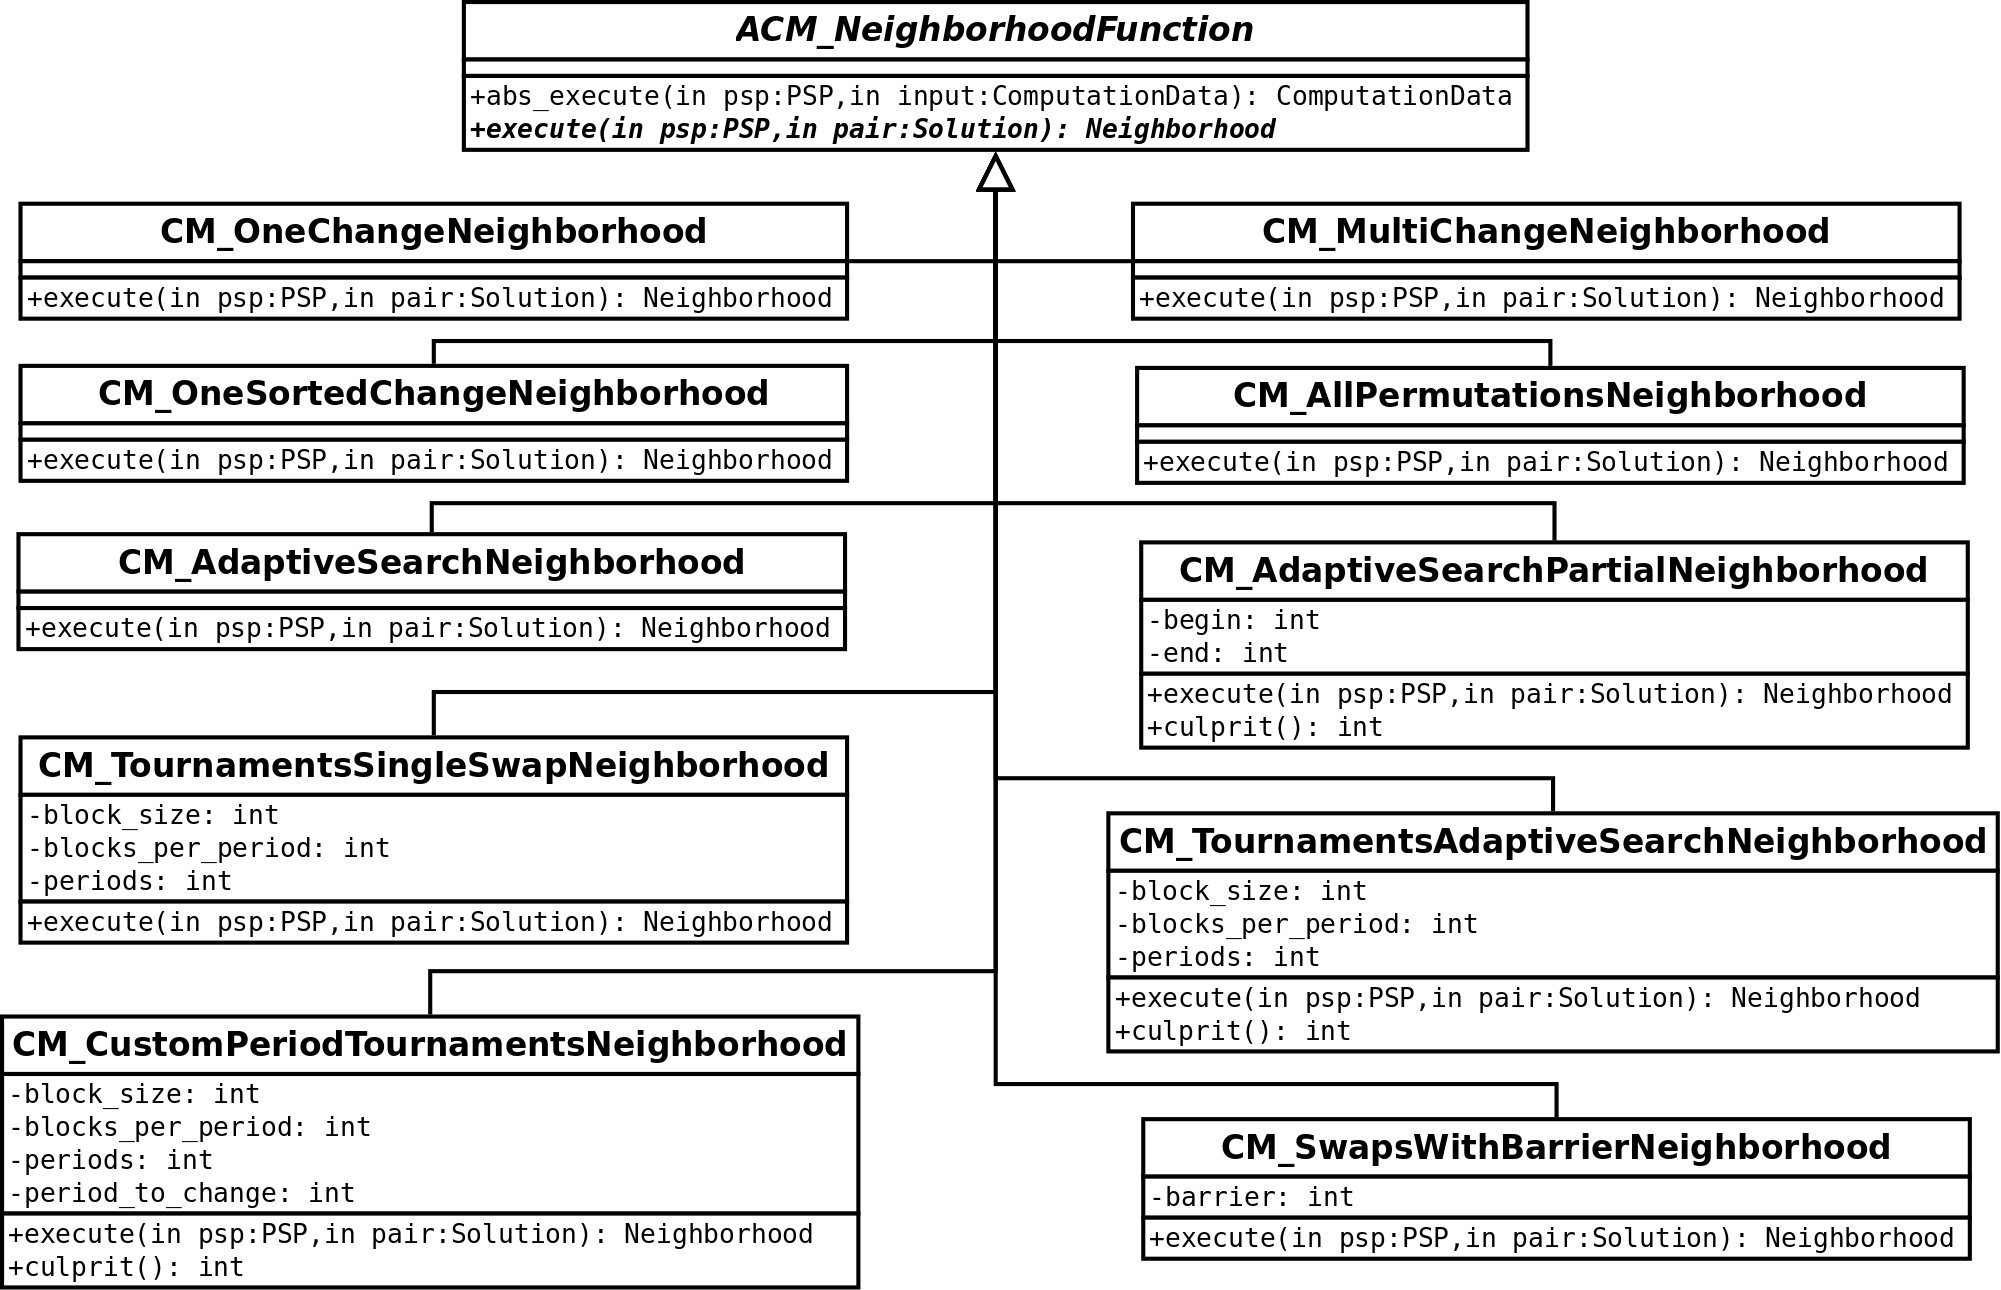 ACM_NeighborhoodFunction
+abs_execute(in psp:PSP,in input:ComputationData): ComputationData
+execute(in psp:PSP,in pair:Solution): Neighborhood
CM_OneChangeNeighborhood
+execute(in psp:PSP,in pair:Solution): Neighborhood
CM_MultiChangeNeighborhood
+execute(in psp:PSP,in pair:Solution): Neighborhood
CM_OneSortedChangeNeighborhood
+execute(in psp:PSP,in pair:Solution): Neighborhood
CM_AllPermutationsNeighborhood
+execute(in psp:PSP,in pair:Solution): Neighborhood
CM_AdaptiveSearchNeighborhood
+execute(in psp:PSP,in pair:Solution): Neighborhood
CM_AdaptiveSearchPartialNeighborhood
-begin: int
-end: int
+execute(in psp:PSP,in pair:Solution): Neighborhood
+culprit(): int
CM_TournamentsSingleSwapNeighborhood
-block_size: int
-blocks_per_period: int
-periods: int
+execute(in psp:PSP,in pair:Solution): Neighborhood
CM_TournamentsAdaptiveSearchNeighborhood
-block_size: int
-blocks_per_period: int
-periods: int
+execute(in psp:PSP,in pair:Solution): Neighborhood
+culprit(): int
CM_CustomPeriodTournamentsNeighborhood
-block_size: int
-blocks_per_period: int
-periods: int
-period_to_change: int
+execute(in psp:PSP,in pair:Solution): Neighborhood
+culprit(): int
CM_SwapsWithBarrierNeighborhood
-barrier: int
+execute(in psp:PSP,in pair:Solution): Neighborhood